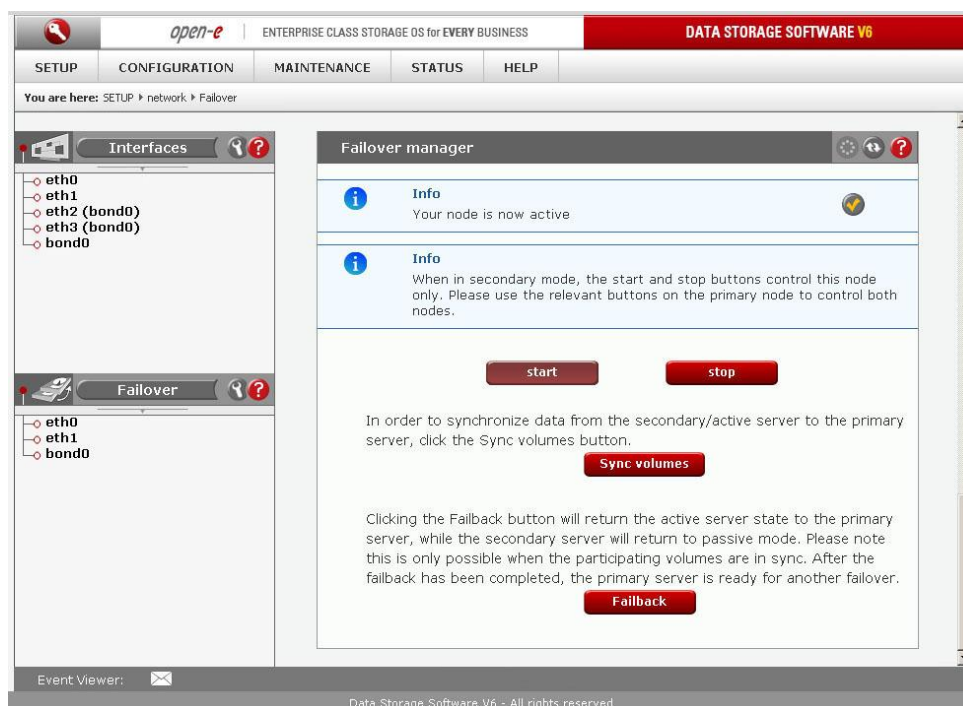 open-e ENTERPRISE CLASS STORAGE OS for EVERY BUSINESS DATA STORAGE SOFTWARE V6
SETUP CONFIGURATION MAINTENANCE STATUS HELP
You are here: SETUP network Failover
Interfaces ?
eth0
eth1
eth2 (bond0)
eth3 (bond0)
bond0
Failover ?
eth0
eth1
bond0
Failover manager ?
i Info
Your node is now active
i Info
When in secondary mode, the start and stop buttons control this node
only. Please use the relevant buttons on the primary node to control both
nodes.
start stop
In order to synchronize data from the secondary/active server to the primary
server, click the Sync volumes button.
Sync volumes
Clicking the Failback button will return the active server state to the primary
server, while the secondary server will return to passive mode. Please note
this is only possible when the participating volumes are in sync. After the
failback has been completed, the primary server is ready for another failover.
Failback
Event Viewer:
Data Storage Software V6 - All rights reserved